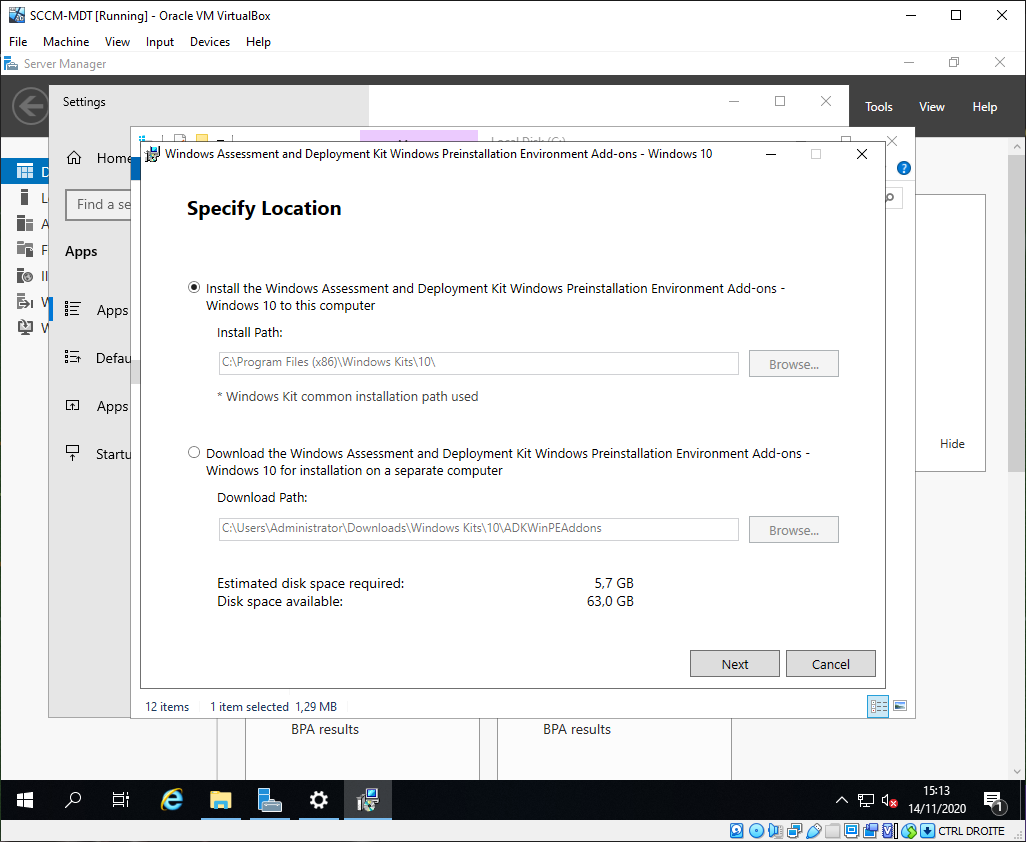 SCCM-MDT [Running] - Oracle VM VirtualBox
File Machine View Input Devices Help
Server Manager
Settings
Tools View Help
Local Disk (C:)
Windows Assessment and Deployment Kit Windows Preinstallation Environment Add-ons - Windows 10
Home
Find a se
Apps
Apps
Defau
Apps
Startu
Specify Location
Install the Windows Assessment and Deployment Kit Windows Preinstallation Environment Add-ons -
Windows 10 to this computer
Install Path:
C:\Program Files (x86)\Windows Kits\10\
Browse...
* Windows Kit common installation path used
Download the Windows Assessment and Deployment Kit Windows Preinstallation Environment Add-ons -
Windows 10 for installation on a separate computer
Download Path:
C:\Users\Administrator\Downloads\Windows Kits\10\ADKWinPEAddons
Browse...
Estimated disk space required: 5,7 GB
Disk space available: 63,0 GB
Next Cancel
Hide
12 items 1 item selected 1,29 MB
BPA results BPA results
15:13
14/11/2020
1
CTRL DROITE